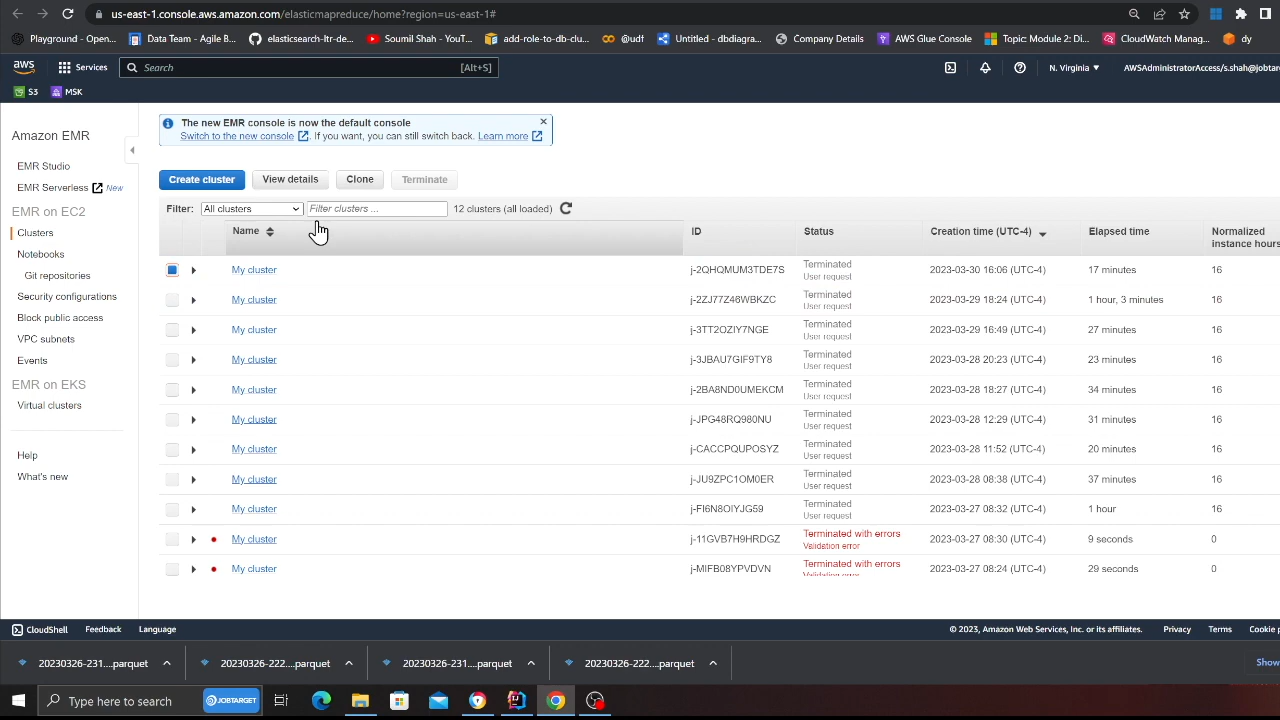 us-east-1.console.aws.amazon.com/elasticmapreduce/home?region=us-east-1#
Playground - Open... Data Team - Agile B... elasticsearch-ltr-de... Soumil Shah - YouT... add-role-to-db-clu... @udf Untitled - dbdiagra... Company Details AWS Glue Console Topic: Module 2:Di... CloudWatch Manag... dy
aws Services Search [Alt+S] N. Virginia AWSAdministratorAccess/s.shah@jobtar
S3 MSK
The new EMR console is now the default console
Switch to the new console . If you want, you can still switch back. Learn more
Amazon EMR
EMR Studio
EMR Serverless New
EMR on EC2
Clusters
Notebooks
Git repositories
Security configurations
Block public access
VPC subnets
Events
EMR on EKS
Virtual clusters
Help
What's new
Create cluster View details Clone Terminate
Filter: All clusters Filter clusters ... 12 clusters (all loaded)
Name ID Status Creation time (UTC-4) Elapsed time Normalized
instance hours
My cluster j-2QHQMUM3TDE7S Terminated 2023-03-30 16:06 (UTC-4) 17 minutes 16
User request
My cluster j-2ZJ77Z46WBKZC Terminated 2023-03-29 18:24 (UTC-4) 1 hour, 3 minutes 16
User request
My cluster j-3TT2OZIY7NGE Terminated 2023-03-29 16:49 (UTC-4) 27 minutes 16
User request
My cluster j-3JBAU7GIF9TY8 Terminated 2023-03-28 20:23 (UTC-4) 23 minutes 16
User request
My cluster j-2BA8ND0UMEKCM Terminated 2023-03-28 18:27 (UTC-4) 34 minutes 16
User request
My cluster j-JPG48RQ980NU Terminated 2023-03-28 12:29 (UTC-4) 31 minutes 16
User request
My cluster j-CACCPQUPOSYZ Terminated 2023-03-28 11:52 (UTC-4) 20 minutes 16
User request
My cluster j-JU9ZPC1OM0ER Terminated 2023-03-28 08:38 (UTC-4) 37 minutes 16
User request
My cluster j-FI6N8OIYJG59 Terminated 2023-03-27 08:32 (UTC-4) 1 hour 16
User request
My cluster j-11GVB7H9HRDGZ Terminated with errors 2023-03-27 08:30 (UTC-4) 9 seconds 0
Validation error
My cluster j-MIFB08YPVDVN Terminated with errors 2023-03-27 08:24 (UTC-4) 29 seconds 0
Validation error
CloudShell Feedback Language © 2023, Amazon Web Services, Inc. or its affiliates. Privacy Terms Cookie p
20230326-231....parquet 20230326-222....parquet 20230326-231....parquet 20230326-222....parquet Show
Type here to search JOBTARGET